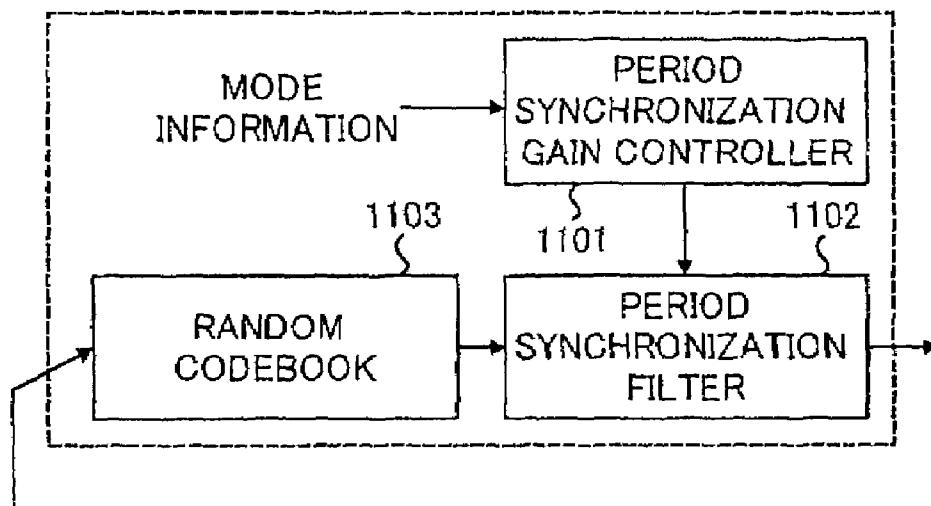 MODE
INFORMATION
PERIOD
SYNCHRONIZATION
GAIN CONTROLLER
1101
1102
1103
RANDOM
CODEBOOK
PERIOD
SYNCHRONIZATION
FILTER